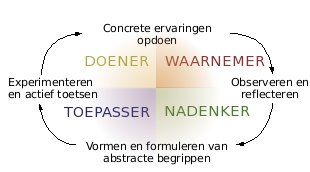 Concrete ervaringen
opdoen
DOENER
WAARNEMER
Experimenteren
en actief toetsen
Observeren en
reflecteren
TOEPASSER
NADENKER
Vormen en formuleren van
abstracte begrippen